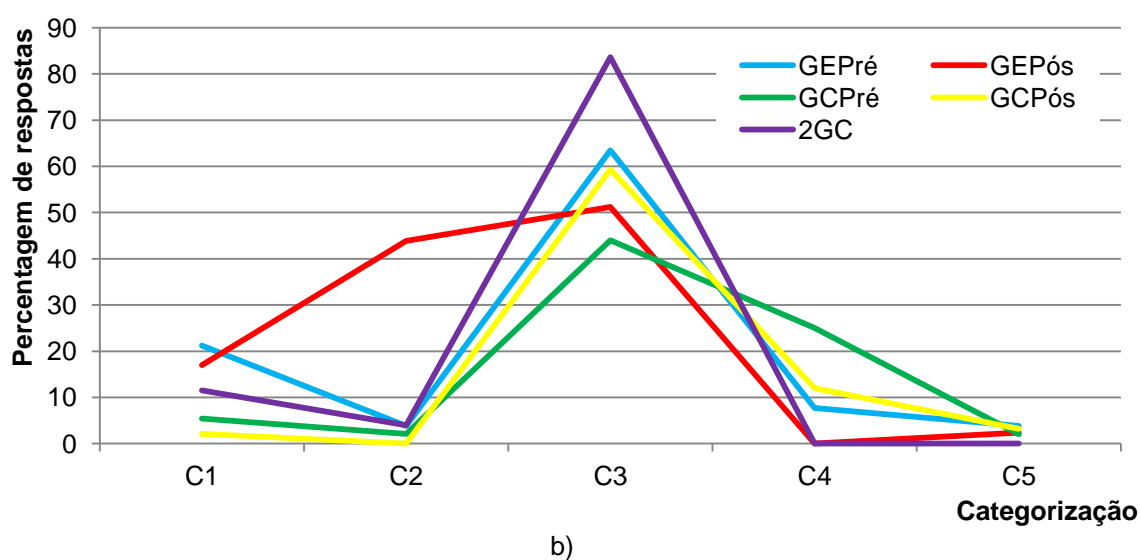 Percentagem de respostas
90
80
70
60
50
40
30
20
10
0
GEPré GEPós
GCPré GCPós
2GC
C1 C2 C3 C4 C5
Categorização
b)